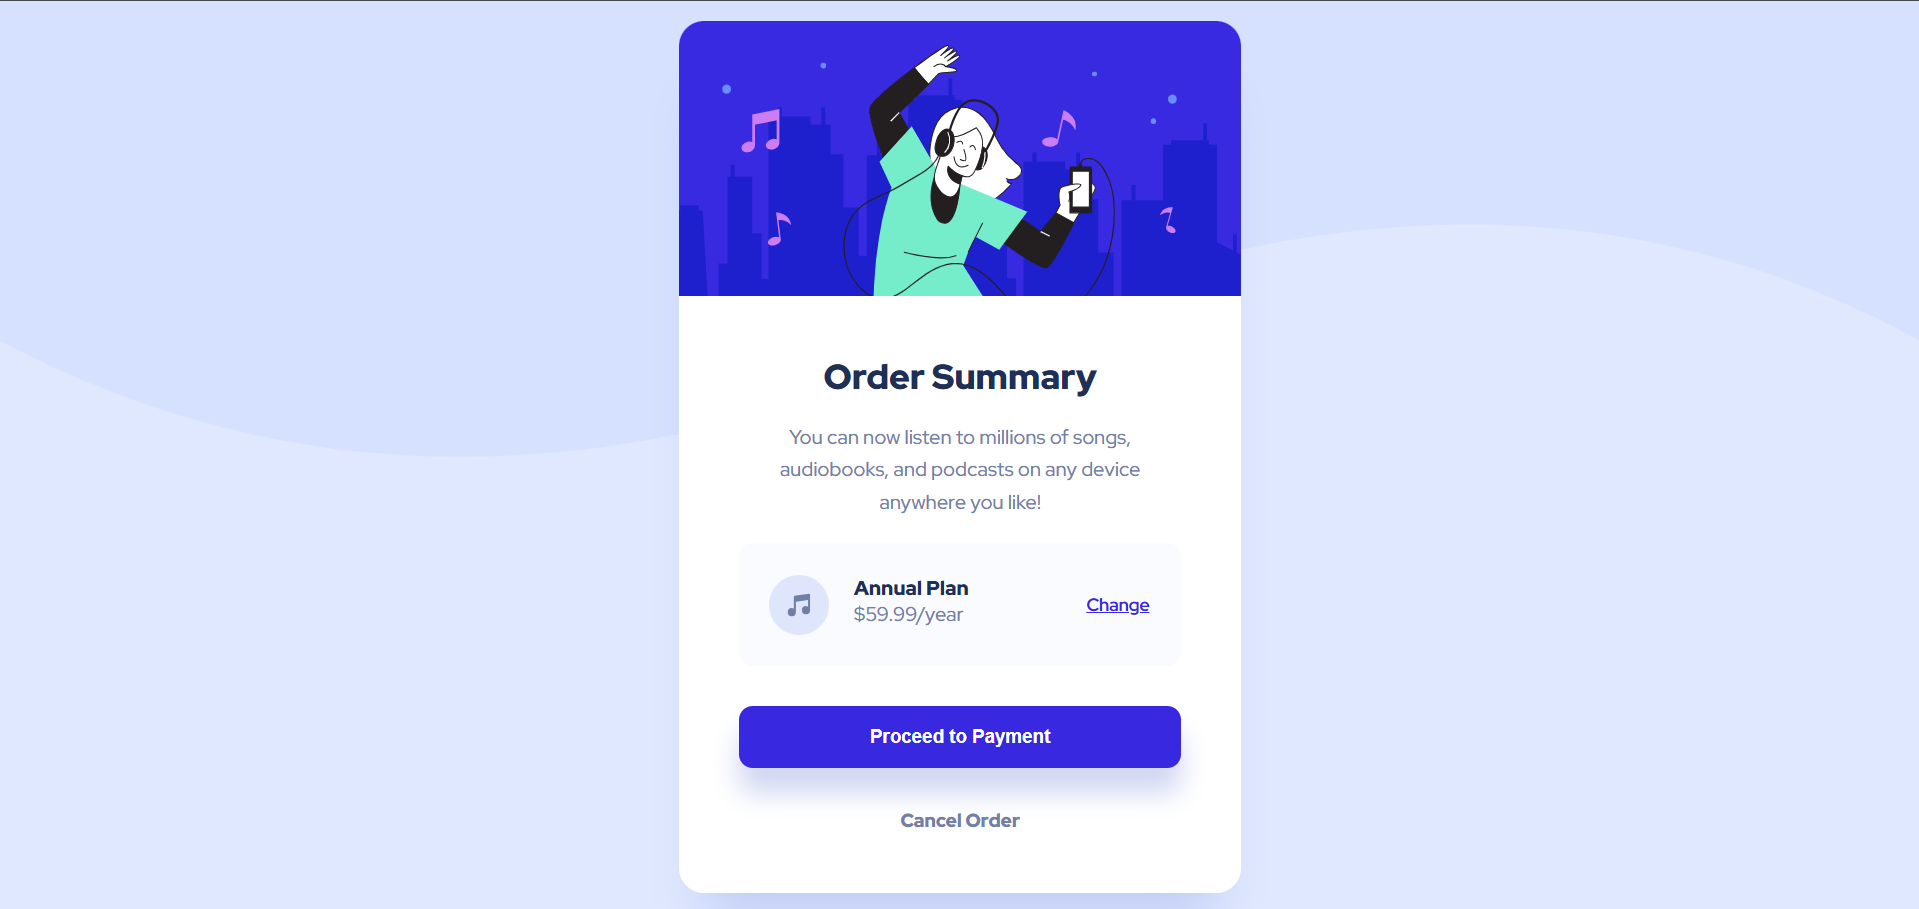 Order Summary
You can now listen to millions of songs,
audiobooks, and podcasts on any device
anywhere you like!
Annual Plan
$59.99/year
Change
Proceed to Payment
Cancel Order